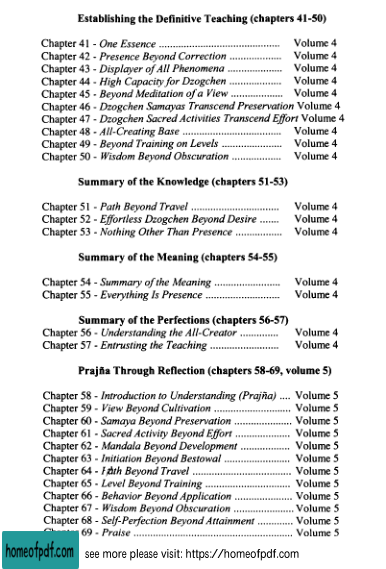 Establishing the Definitive Teaching (chapters 41-50)
Chapter 41 - One Essence ............................................... Volume 4
Chapter 42 - Presence Beyond Correction .................... Volume 4
Chapter 43 - Displayer of All Phenomena ..................... Volume 4
Chapter 44 - High Capacity for Dzogchen ..................... Volume 4
Chapter 45 - Beyond Meditation of a View .................... Volume 4
Chapter 46 - Dzogchen Samayas Transcend Preservation Volume 4
Chapter 47 - Dzogchen Sacred Activities Transcend Effort Volume 4
Chapter 48 - All-Creating Base ...................................... Volume 4
Chapter 49 - Beyond Training on Levels ....................... Volume 4
Chapter 50 - Wisdom Beyond Obscuration ................... Volume 4
Summary of the Knowledge (chapters 51-53)
Chapter 51 - Path Beyond Travel .................................. Volume 4
Chapter 52 - Effortless Dzogchen Beyond Desire ....... Volume 4
Chapter 53 - Nothing Other Than Presence .................. Volume 4
Summary of the Meaning (chapters 54-55)
Chapter 54 - Summary of the Meaning ......................... Volume 4
Chapter 55 - Everything Is Presence ............................ Volume 4
Summary of the Perfections (chapters 56-57)
Chapter 56 - Understanding the All-Creator ............... Volume 4
Chapter 57 - Entrusting the Teaching ........................... Volume 4
Prajña Through Reflection (chapters 58-69, volume 5)
Chapter 58 - Introduction to Understanding (Prajña) .... Volume 5
Chapter 59 - View Beyond Cultivation .............................. Volume 5
Chapter 60 - Samaya Beyond Preservation ...................... Volume 5
Chapter 61 - Sacred Activity Beyond Effort ..................... Volume 5
Chapter 62 - Mandala Beyond Development ................... Volume 5
Chapter 63 - Initiation Beyond Bestowal ......................... Volume 5
Chapter 64 - Path Beyond Travel ...................................... Volume 5
Chapter 65 - Level Beyond Training ................................. Volume 5
Chapter 66 - Behavior Beyond Application ...................... Volume 5
Chapter 67 - Wisdom Beyond Obscuration ...................... Volume 5
Chapter 68 - Self-Perfection Beyond Attainment .............. Volume 5
69 - Praise ........................................................ Volume 5
homeofpdf.com see more please visit: https://homeofpdf.com